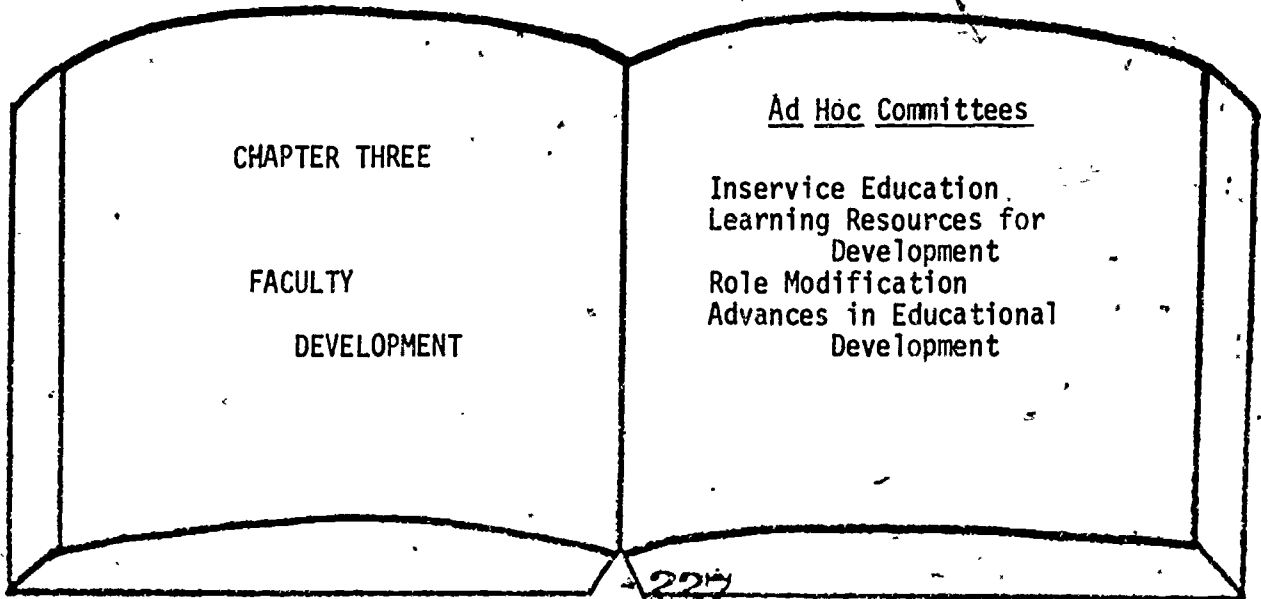 CHAPTER THREE
FACULTY
DEVELOPMENT
Ad Hoc Committees
Inservice Education
Learning Resources for
Development
Role Modification
Advances in Educational
Development